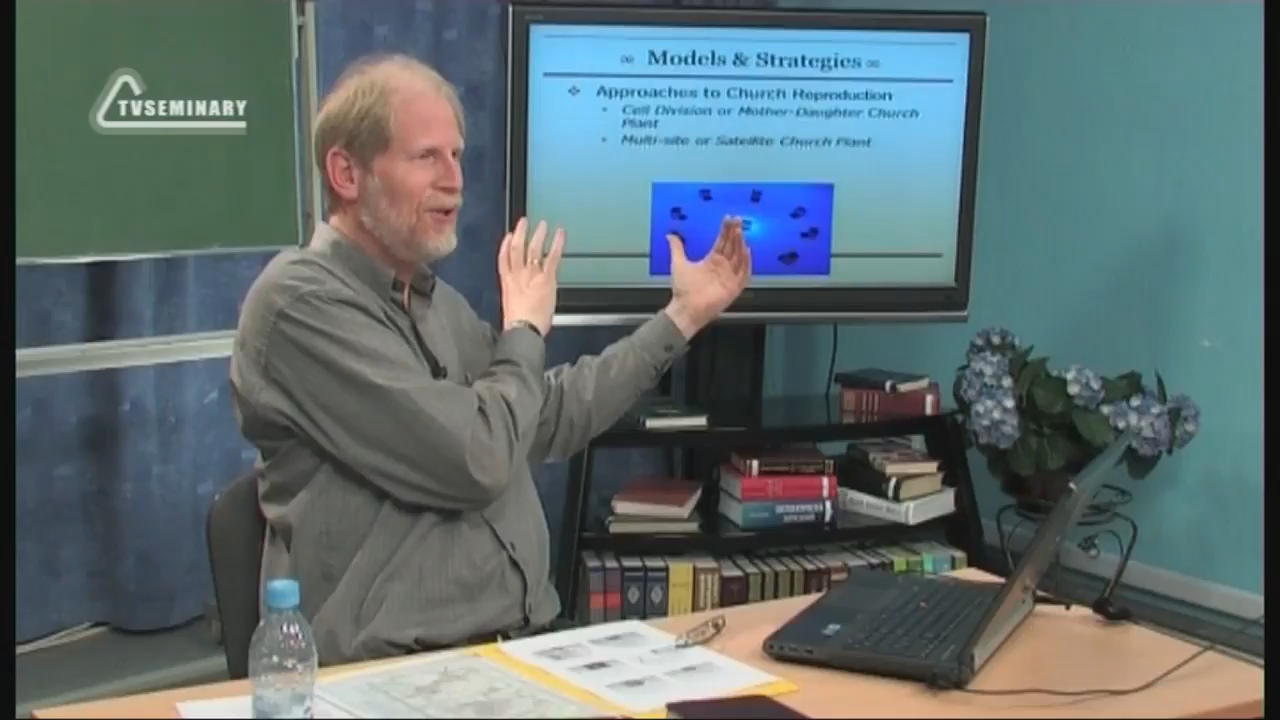 TVSEMINARY
Models & Strategies
Approaches to Church Reproduction
Cell Division or Mother-Daughter Church
Plant
Multi-site or Satellite Church Plant